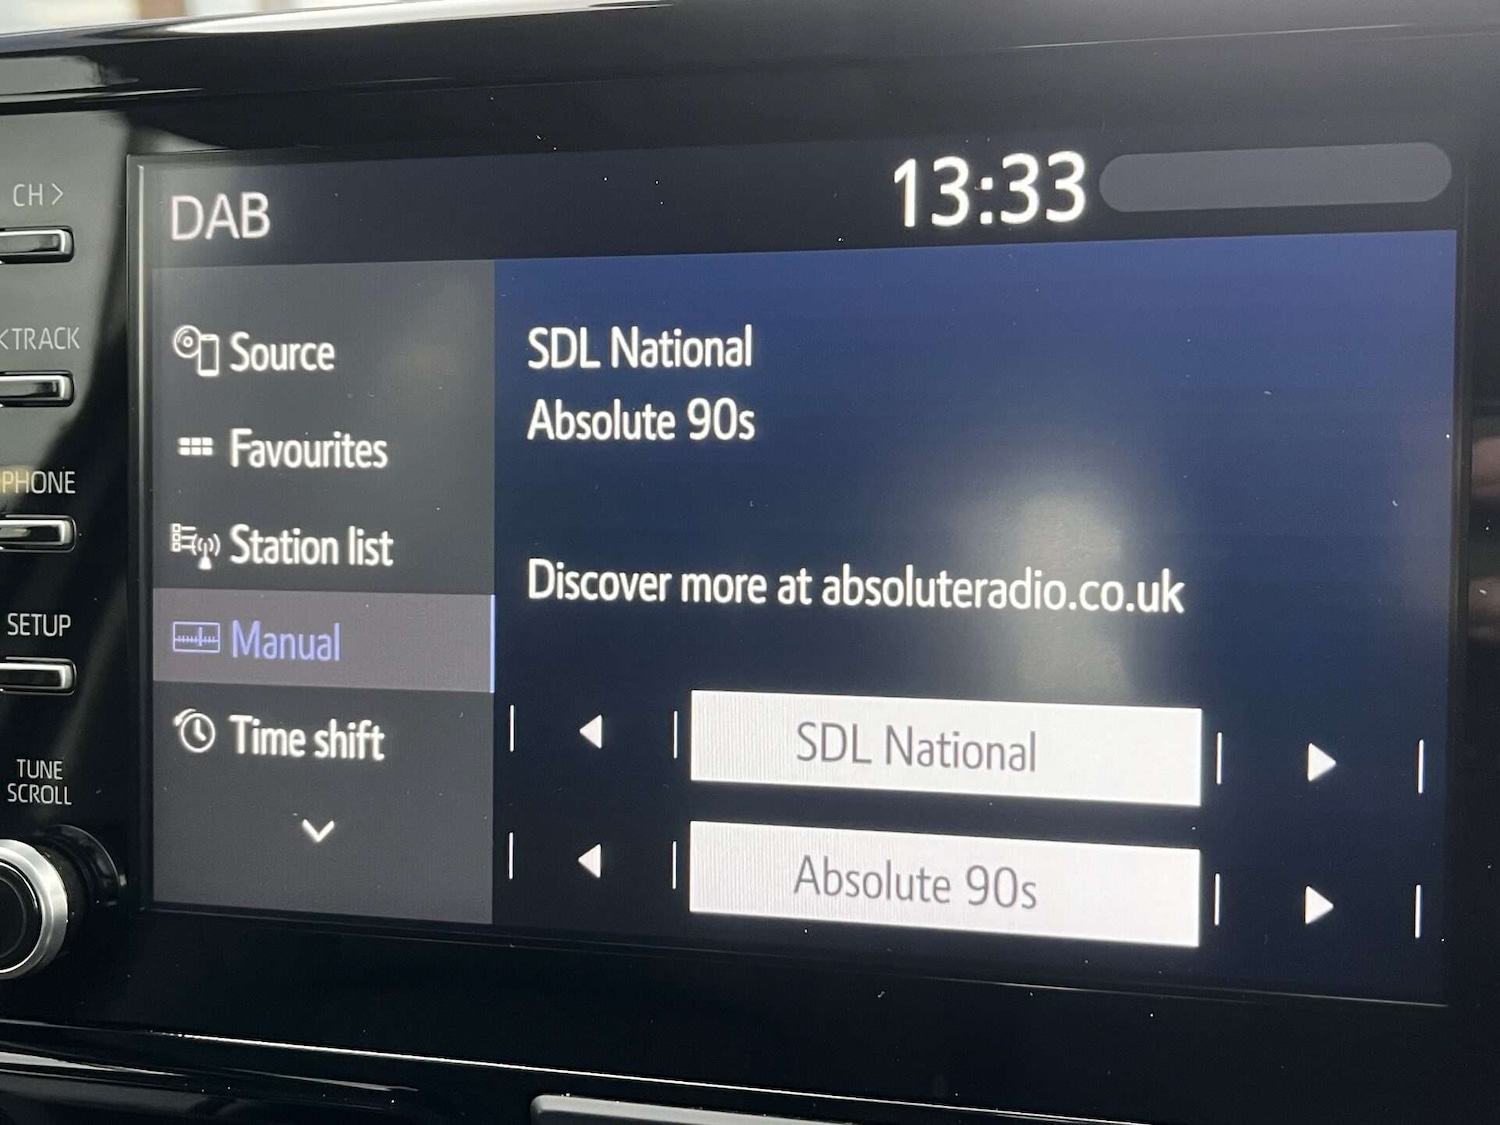 CH>
<TRACK
PHONE
SETUP
TUNE
SCROLL
DAB
13:33
Source
Favourites
Station list
Manual
Time shift
SDL National
Absolute 90s
Discover more at absoluteradio.co.uk
SDL National
Absolute 90s